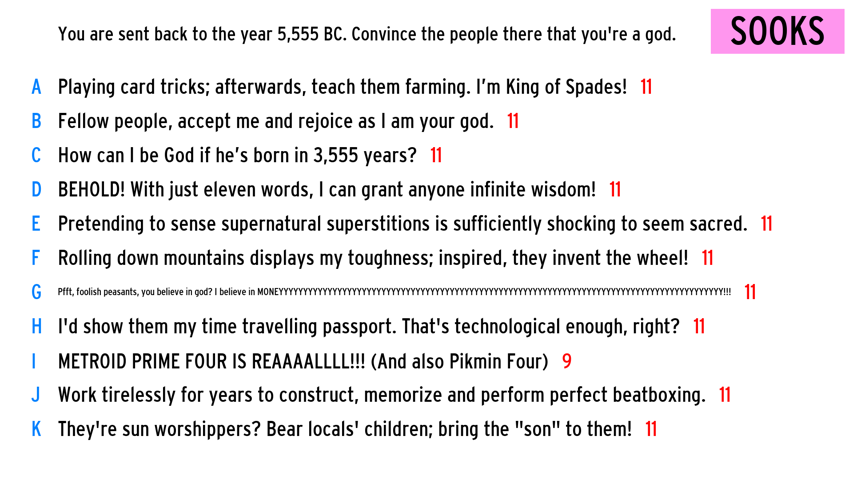 You are sent back to the year 5,555 BC. Convince the people there that you're a god.
SOOKS
A Playing card tricks; afterwards, teach them farming. I’m King of Spades! 11
B Fellow people, accept me and rejoice as I am your god. 11
C How can I be God if he’s born in 3,555 years? 11
D BEHOLD! With just eleven words, I can grant anyone infinite wisdom! 11
E Pretending to sense supernatural superstitions is sufficiently shocking to seem sacred. 11
F Rolling down mountains displays my toughness; inspired, they invent the wheel! 11
G Pfft, foolish peasants, you believe in god? I believe in MONEYYYYYYYYYYYYYYYYYYYYYYYYYYYYYYYYYYYYYYYYYYYYYYYYYYYYYYYYYYYYYYYYYYYYYYYYYYYYYYYYYYYYYYYYYYYYY!!! 11
H I'd show them my time travelling passport. That's technological enough, right? 11
I METROID PRIME FOUR IS REAAAALLLL!!! (And also Pikmin Four) 9
J Work tirelessly for years to construct, memorize and perform perfect beatboxing. 11
K They're sun worshippers? Bear locals' children; bring the "son" to them! 11